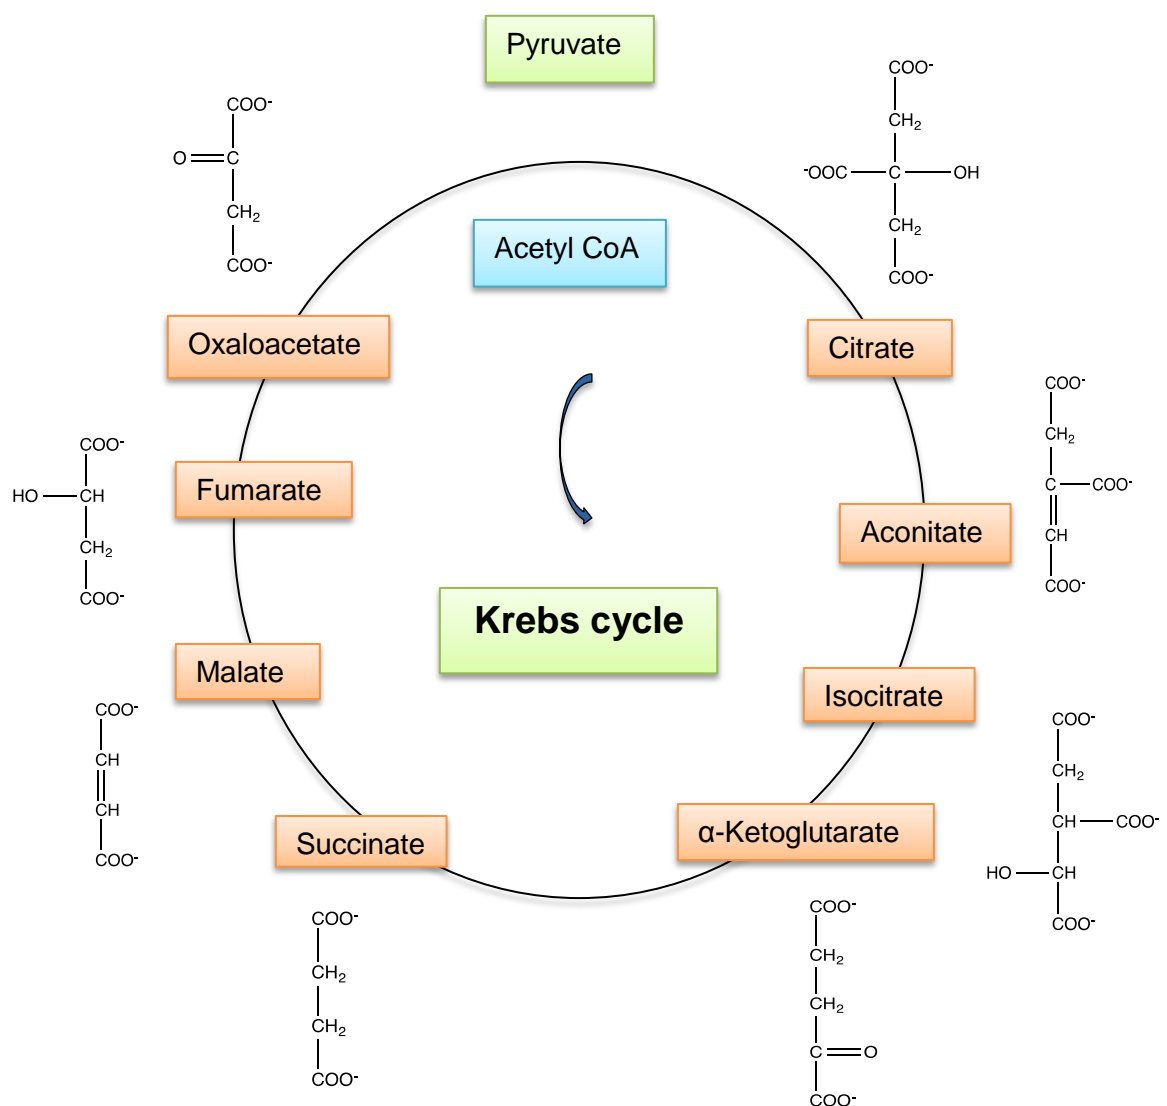 Pyruvate
COO-
CH2
-OOC C OH
CH2
COO-
COO-
O C
CH2
COO-
Acetyl CoA
Oxaloacetate
Citrate
COO-
CH2
C COO-
CH
COO-
COO-
HO CH
CH2
COO-
Fumarate
Aconitate
Krebs cycle
Malate
Isocitrate
COO-
CH
CH
COO-
COO-
CH2
CH COO-
HO CH
COO-
Succinate
α-Ketoglutarate
COO-
CH2
CH2
COO-
COO-
CH2
CH2
C O
COO-